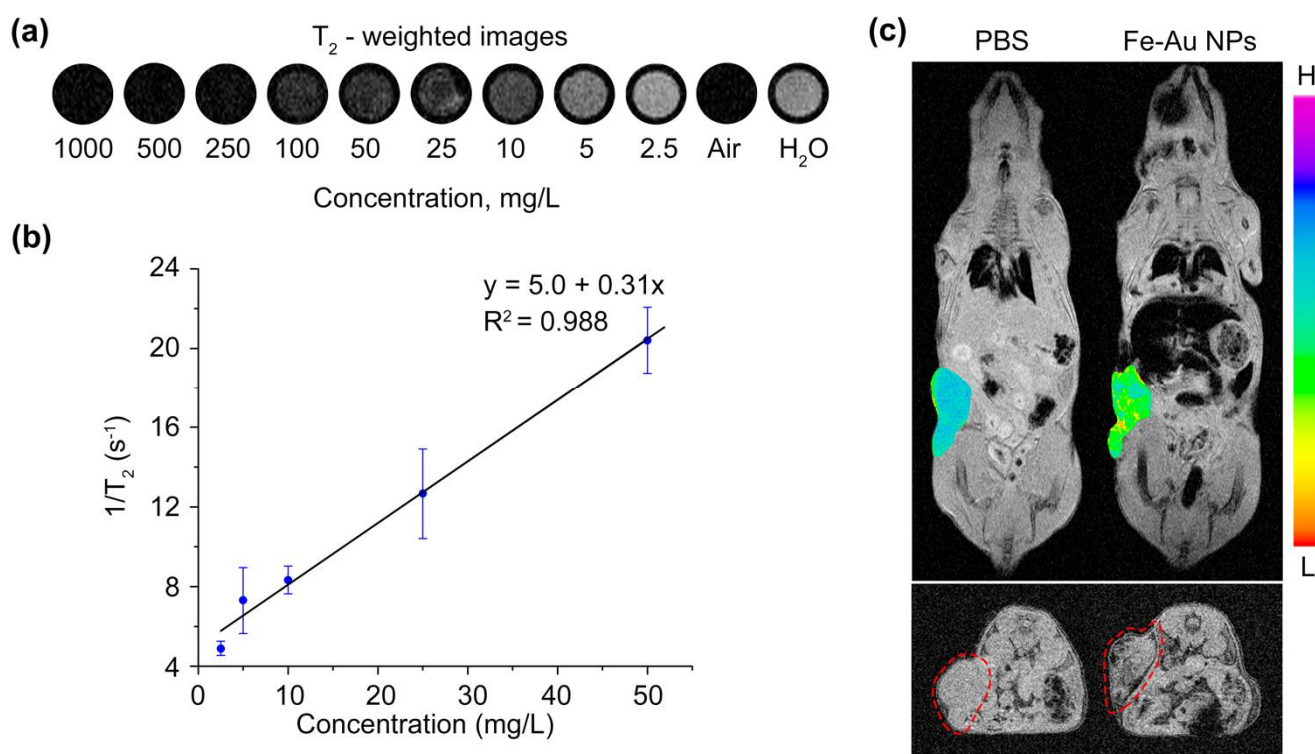 (a)
T₂ - weighted images
1000 500 250 100 50 25 10 5 2.5 Air H₂O
Concentration, mg/L
(b)
24
20
16
12
8
4
1/T₂ (s⁻¹)
y = 5.0 + 0.31x
R² = 0.988
0 10 20 30 40 50
Concentration (mg/L)
(c)
PBS Fe-Au NPs
H
L